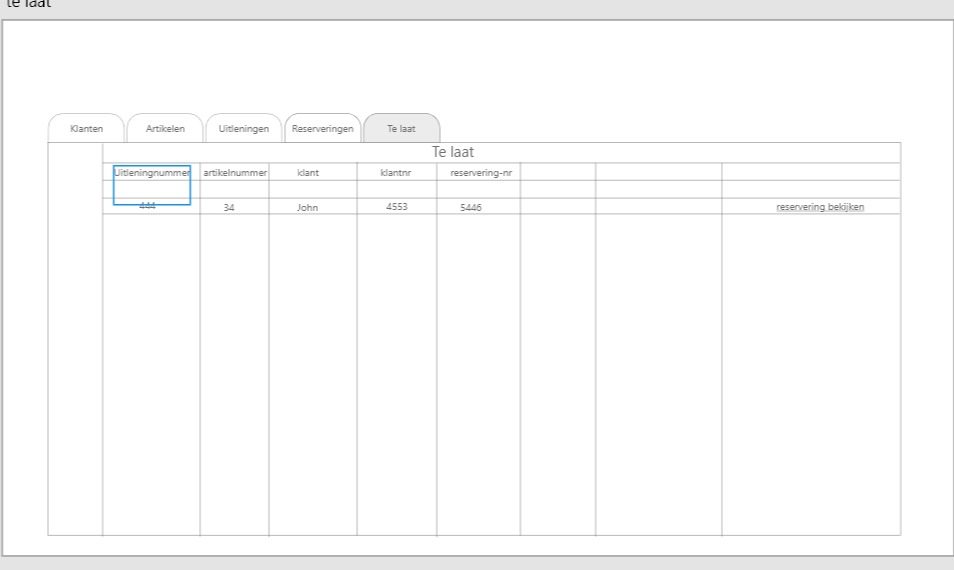 te laat
Klanten Artikelen Uitleningen Reserveringen Te laat
Te laat
Uitleningnummer artikelnummer klant klantnr reservering-nr
444 34 John 4553 5446 reservering bekijken